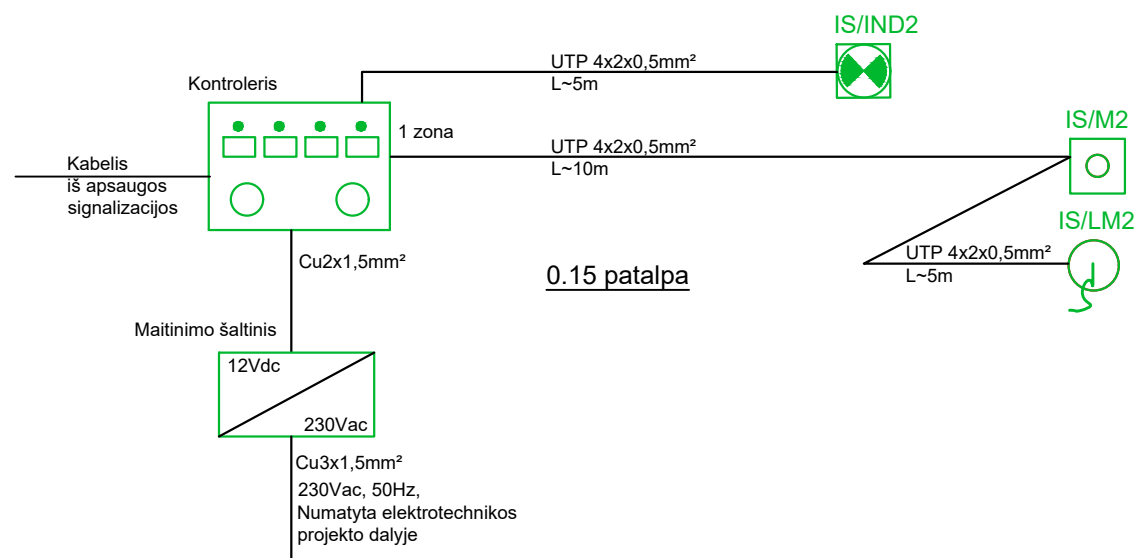 IS/IND2
UTP 4x2x0,5mm²
L~5m
Kontroleris
1 zona
IS/M2
UTP 4x2x0,5mm²
L~10m
Kabelis
iš apsaugos
signalizacijos
IS/LM2
UTP 4x2x0,5mm²
L~5m
Cu2x1,5mm²
0.15 patalpa
Maitinimo šaltinis
12Vdc
230Vac
Cu3x1,5mm²
230Vac, 50Hz,
Numatyta elektrotechnikos
projekto dalyje